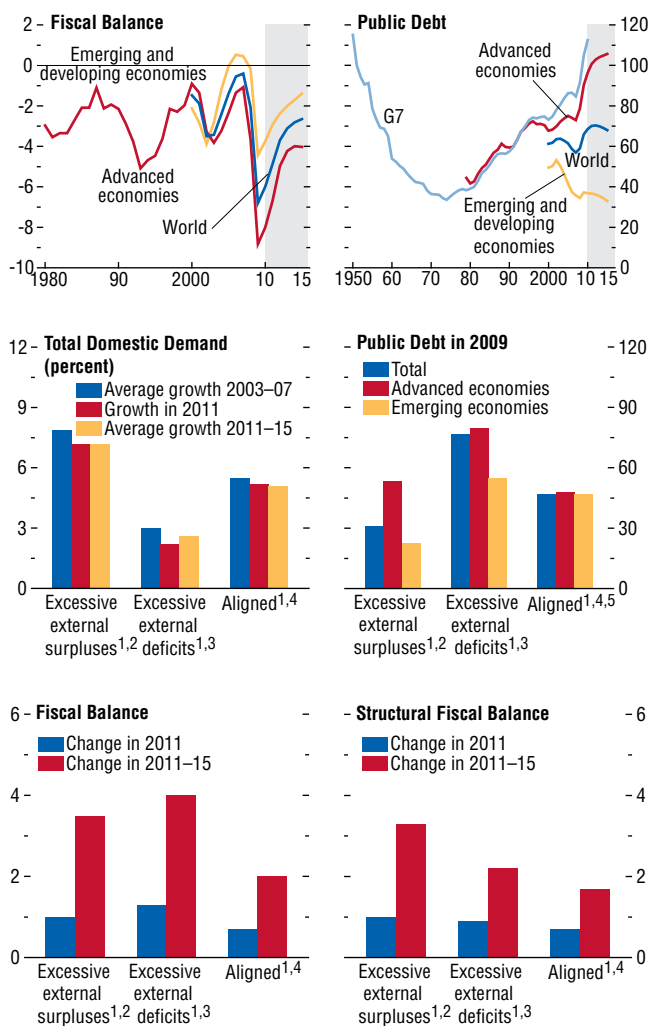 Fiscal Balance
2
0
-2
-4
-6
-8
-10
Emerging and
developing economies
Advanced
economies
World
1980
90
2000
10
15
Public Debt
120
100
80
60
40
20
0
Advanced
economies
G7
World
Emerging and
developing
economies
1950
60
70
80
90
2000
10
15
Total Domestic Demand
(percent)
12
9
6
3
0
Average growth 2003–07
Growth in 2011
Average growth 2011–15
Excessive
external
surpluses1,2
Excessive
external
deficits1,3
Aligned1,4
Public Debt in 2009
120
90
60
30
0
Total
Advanced economies
Emerging economies
Excessive
external
surpluses1,2
Excessive
external
deficits1,3
Aligned1,4,5
Fiscal Balance
6
4
2
0
Change in 2011
Change in 2011–15
Excessive
external
surpluses1,2
Excessive
external
deficits1,3
Aligned1,4
Structural Fiscal Balance
6
4
2
0
Change in 2011
Change in 2011–15
Excessive
external
surpluses1,2
Excessive
external
deficits1,3
Aligned1,4